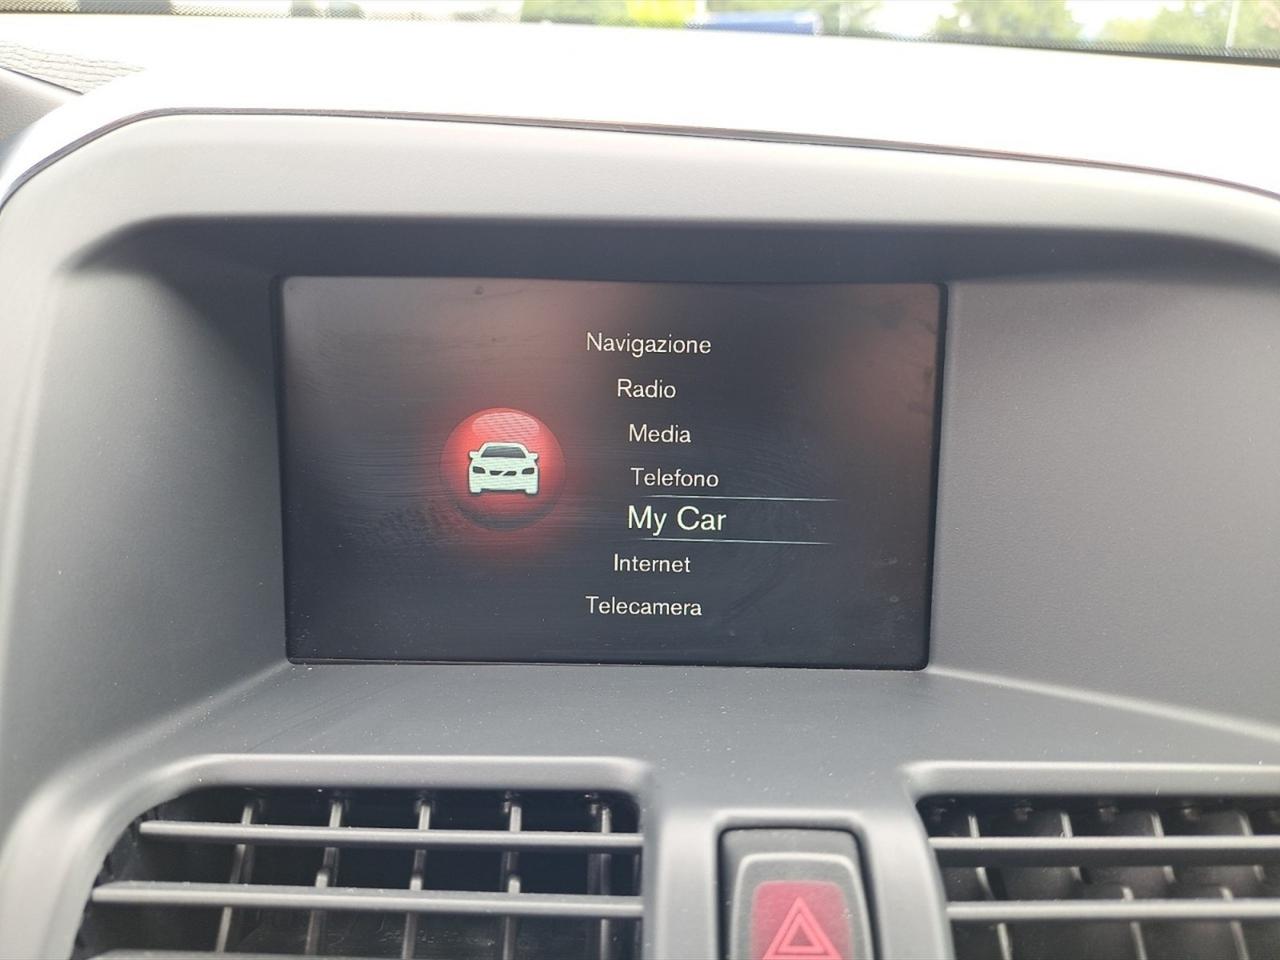 Navigazione
Radio
Media
Telefono
My Car
Internet
Telecamera